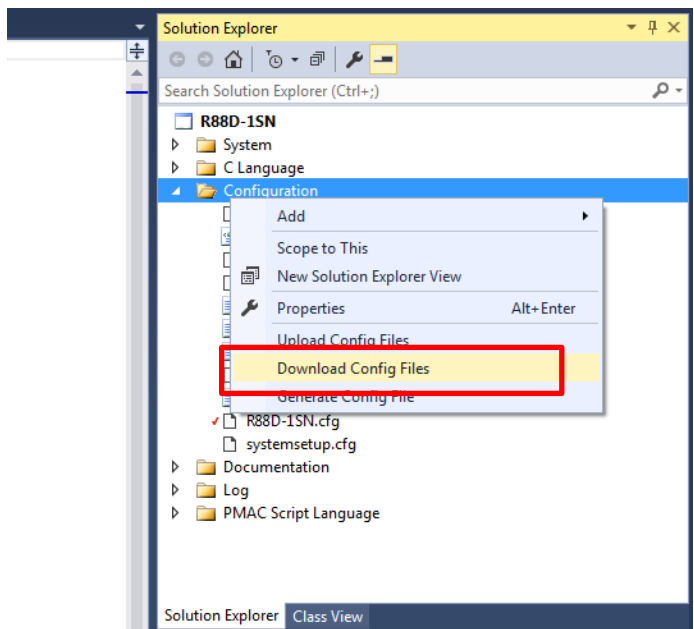 Solution Explorer
Search Solution Explorer (Ctrl+;)
R88D-1SN
System
C Language
Configuration
Add
Scope to This
New Solution Explorer View
Properties Alt+Enter
Upload Config Files
Download Config Files
Generate Config File
R88D-1SN.cfg
systemsetup.cfg
Documentation
Log
PMAC Script Language
Solution Explorer Class View